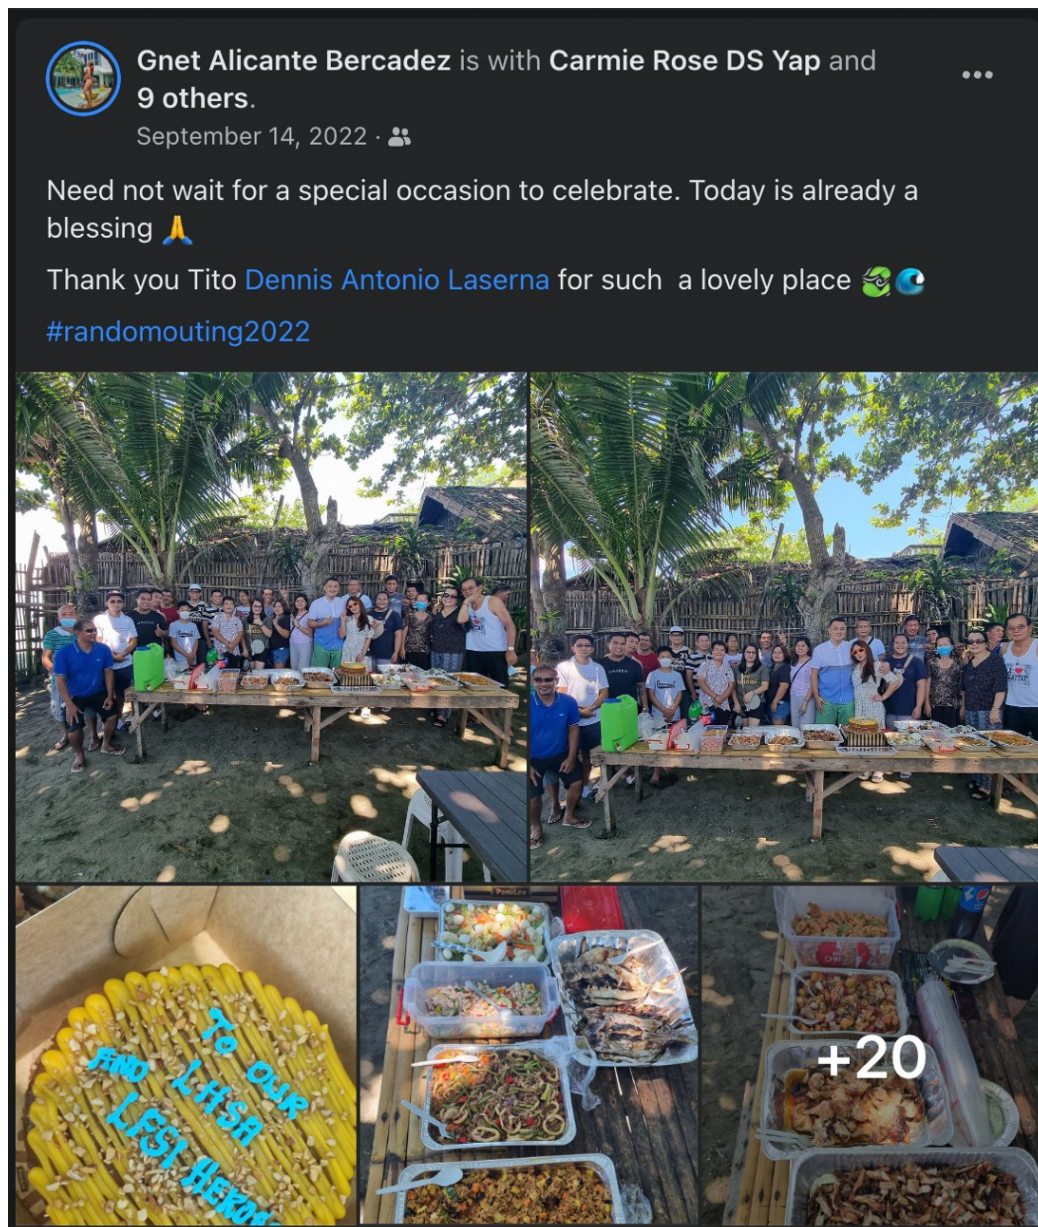 Gnet Alicante Bercadez is with Carmie Rose DS Yap and
9 others.
September 14, 2022 ·
Need not wait for a special occasion to celebrate. Today is already a
blessing 🙏
Thank you Tito Dennis Antonio Laserna for such  a lovely place
#randomouting2022
TO OUR
LHSA
AND
LFSI HEROES
+20